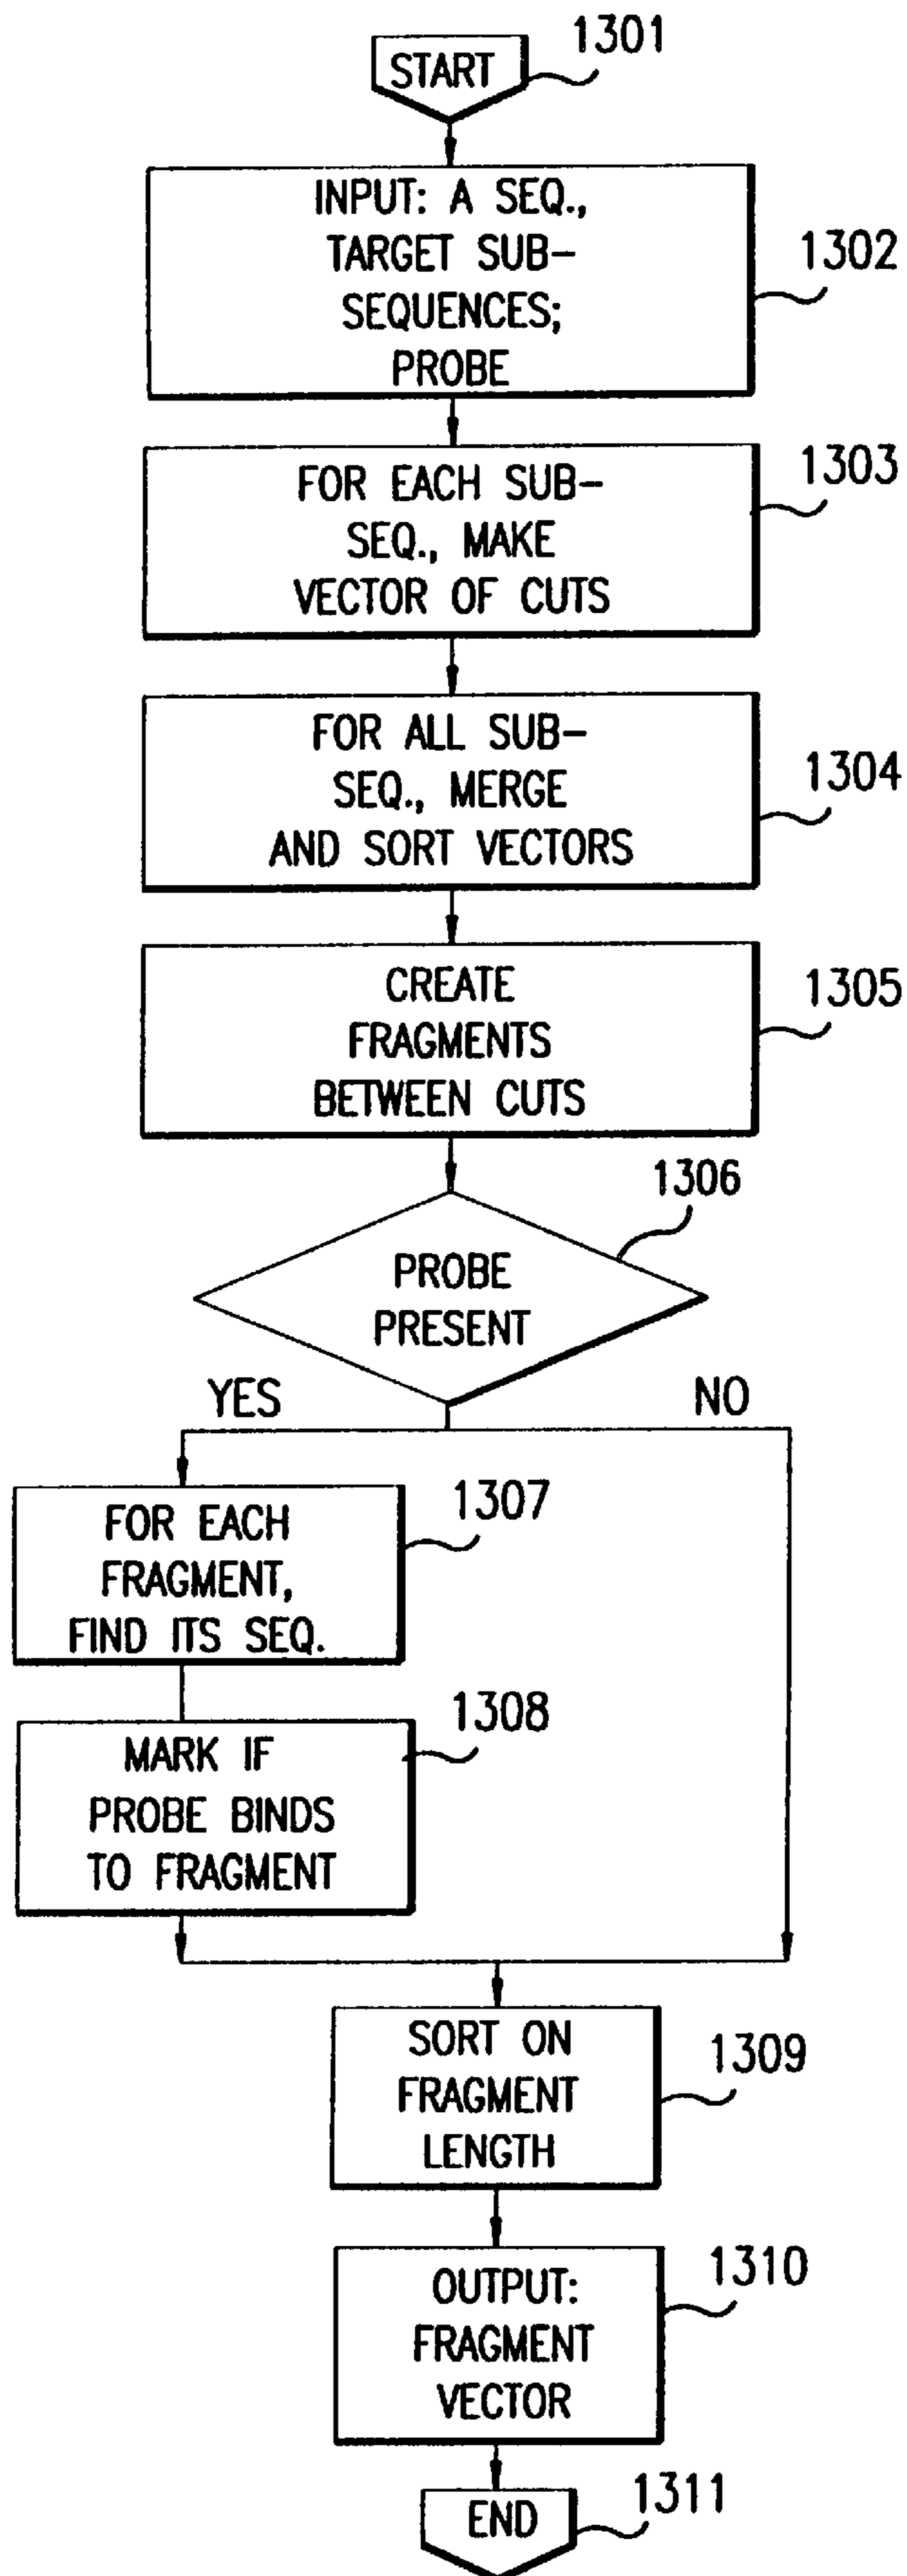 1301
START
INPUT: A SEQ.,
TARGET SUB-
SEQUENCES;
PROBE
1302
FOR EACH SUB-
SEQ., MAKE
VECTOR OF CUTS
1303
FOR ALL SUB-
SEQ., MERGE
AND SORT VECTORS
1304
CREATE
FRAGMENTS
BETWEEN CUTS
1305
1306
PROBE
PRESENT
YES
NO
FOR EACH
FRAGMENT,
FIND ITS SEQ.
1307
MARK IF
PROBE BINDS
TO FRAGMENT
1308
SORT ON
FRAGMENT
LENGTH
1309
OUTPUT:
FRAGMENT
VECTOR
1310
END
1311